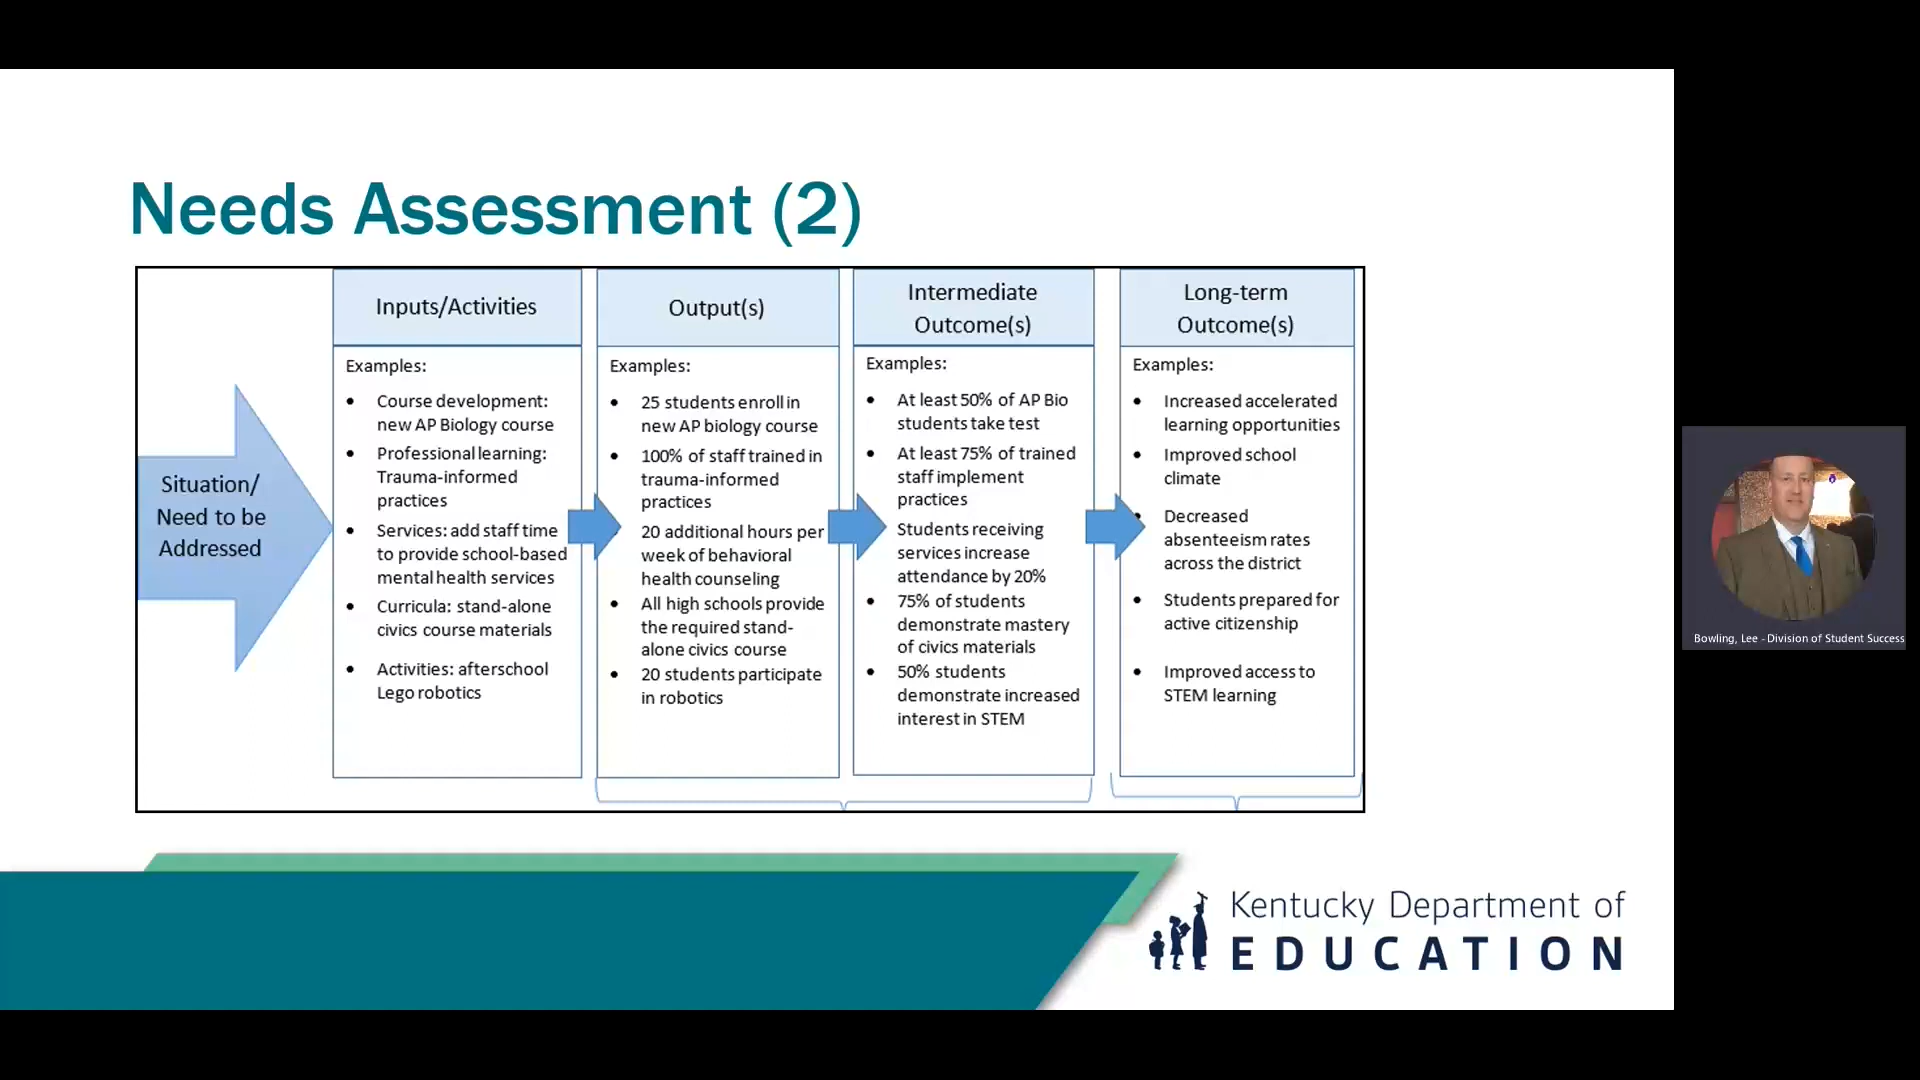 Needs Assessment (2)
Situation/
Need to be
Addressed
Inputs/Activities
Examples:
• Course development:
new AP Biology course
• Professional learning:
Trauma-informed
practices
• Services: add staff time
to provide school-based
mental health services
• Curricula: stand-alone
civics course materials
• Activities: afterschool
Lego robotics
Output(s)
Examples:
• 25 students enroll in
new AP biology course
• 100% of staff trained in
trauma-informed
practices
20 additional hours per
week of behavioral
health counseling
• All high schools provide
the required stand-
alone civics course
• 20 students participate
in robotics
Intermediate
Outcome(s)
Examples:
• At least 50% of AP Bio
students take test
• At least 75% of trained
staff implement
practices
Students receiving
services increase
attendance by 20%
• 75% of students
demonstrate mastery
of civics materials
• 50% students
demonstrate increased
interest in STEM
Long-term
Outcome(s)
Examples:
• Increased accelerated
learning opportunities
• Improved school
climate
• Decreased
absenteeism rates
across the district
• Students prepared for
active citizenship
• Improved access to
STEM learning
Kentucky Department of
EDUCATION
Bowling, Lee - Division of Student Success